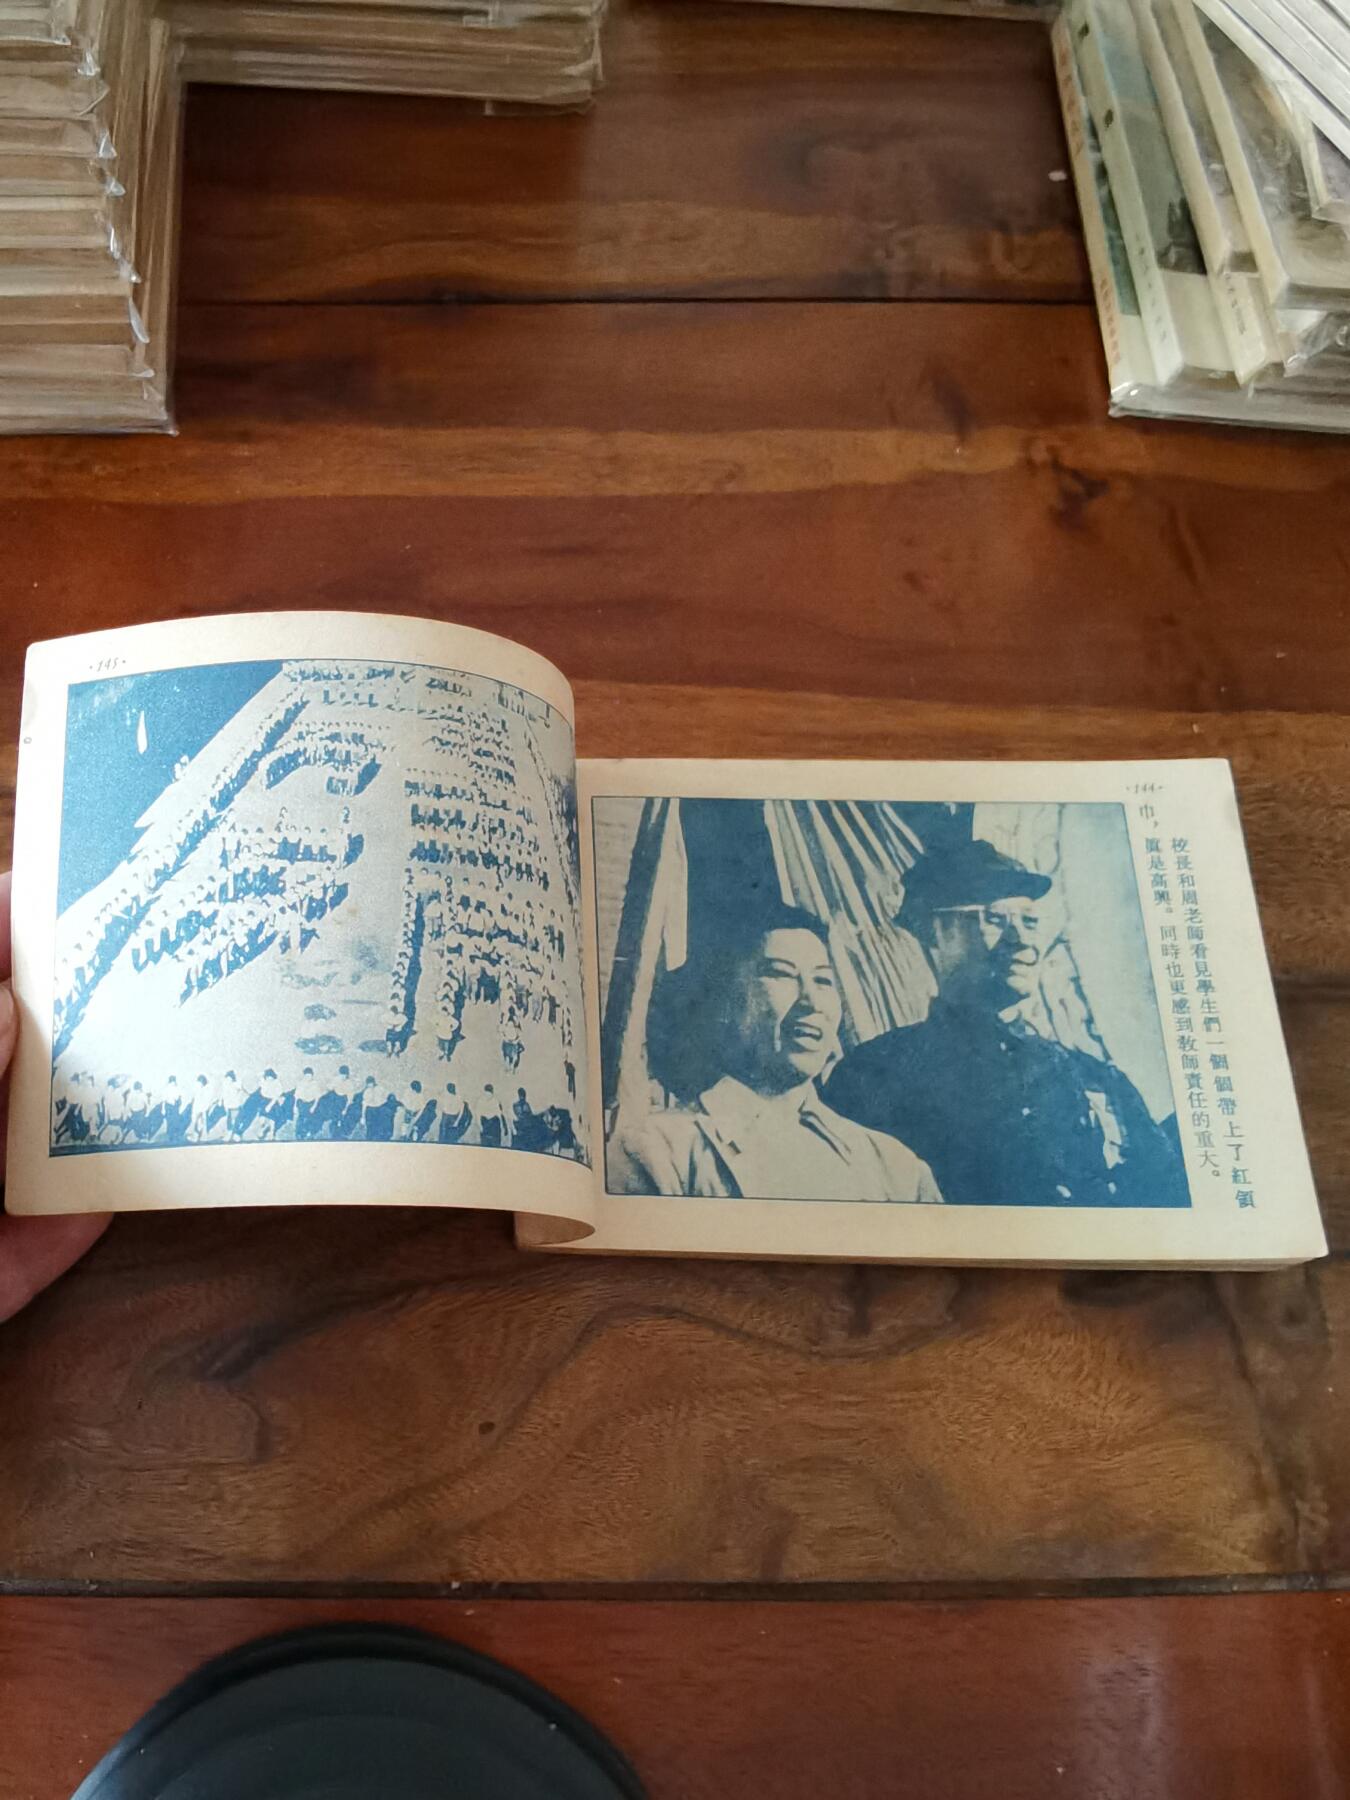 ·144·
校長和周老師看見學生們一個個帶上了紅領
巾，眞是高興。同時也更感到敎師責任的重大。
·145·